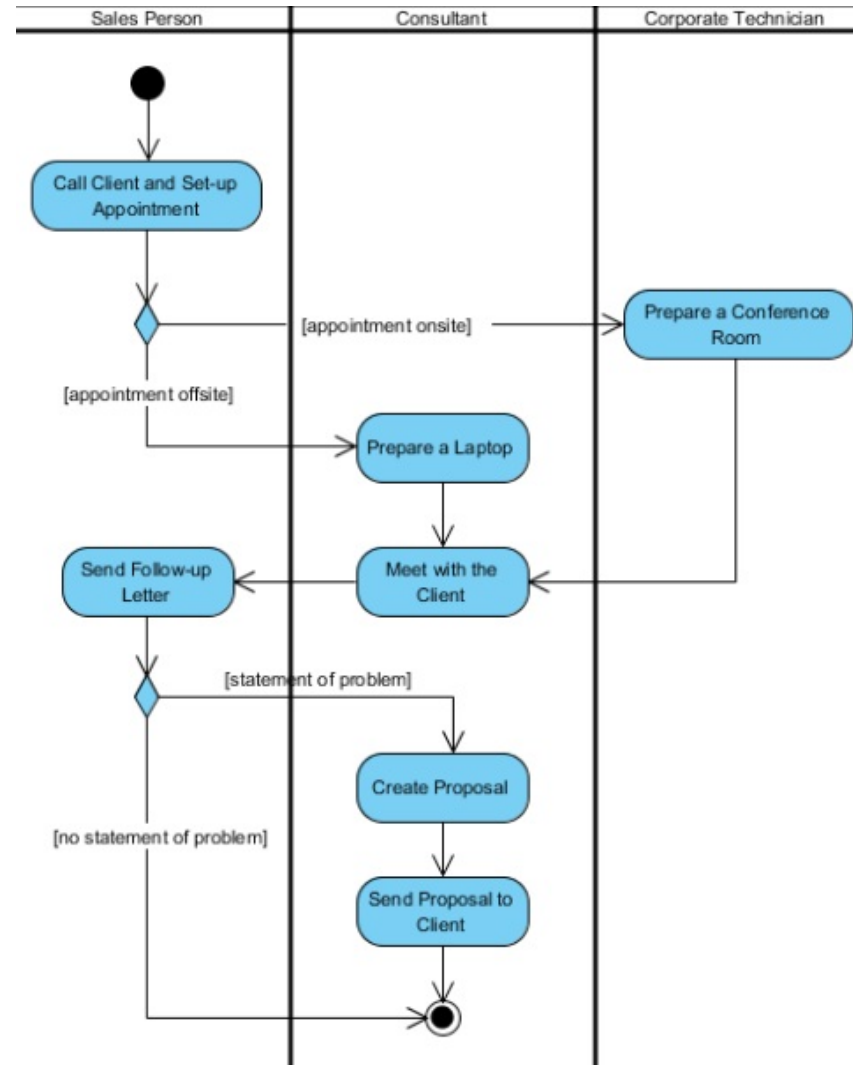 Sales Person
Consultant
Corporate Technician
Call Client and Set-up
Appointment
[appointment onsite]
Prepare a Conference
Room
[appointment offsite]
Prepare a Laptop
Send Follow-up
Letter
Meet with the
Client
[statement of problem]
Create Proposal
[no statement of problem]
Send Proposal to
Client